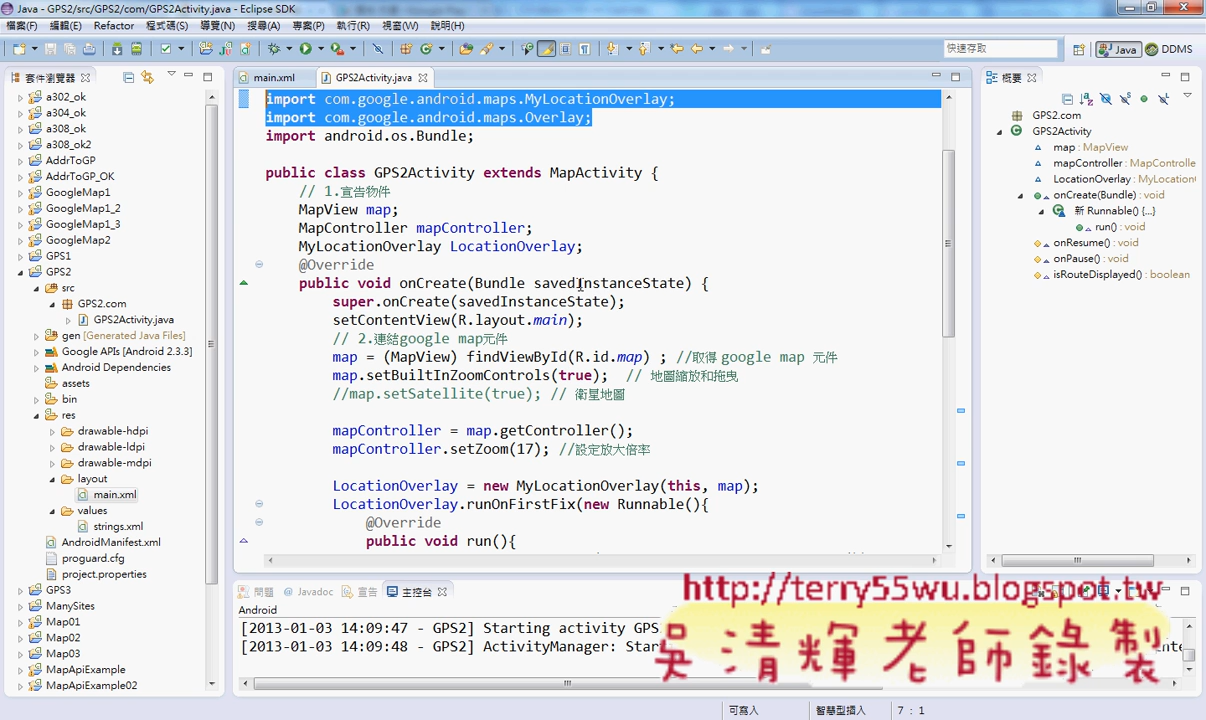 Java - GPS2/src/GPS2/com/GPS2Activity.java - Eclipse SDK
檔案(F) 編輯(E) Refactor 程式碼(S) 導覽(N) 搜尋(A) 專案(P) 執行(R) 視窗(W) 說明(H)
快速存取
Java
DDMS
套件瀏覽器
a302_ok
a304_ok
a308_ok
a308_ok2
AddrToGP
AddrToGP_OK
GoogleMap1
GoogleMap1_2
GoogleMap1_3
GoogleMap2
GPS1
GPS2
src
GPS2.com
GPS2Activity.java
gen [Generated Java Files]
Google APIs [Android 2.3.3]
Android Dependencies
assets
bin
res
drawable-hdpi
drawable-ldpi
drawable-mdpi
layout
main.xml
values
strings.xml
AndroidManifest.xml
proguard.cfg
project.properties
GPS3
ManySites
Map01
Map02
Map03
MapApiExample
MapApiExample02
main.xml
GPS2Activity.java
import com.google.android.maps.MyLocationOverlay;
import com.google.android.maps.Overlay;
import android.os.Bundle;
public class GPS2Activity extends MapActivity {
// 1.宣告物件
MapView map;
MapController mapController;
MyLocationOverlay LocationOverlay;
@Override
public void onCreate(Bundle savedInstanceState) {
super.onCreate(savedInstanceState);
setContentView(R.layout.main);
// 2.連結google map元件
map = (MapView) findViewById(R.id.map) ; //取得 google map 元件
map.setBuiltInZoomControls(true); // 地圖縮放和拖曳
//map.setSatellite(true); // 衛星地圖
mapController = map.getController();
mapController.setZoom(17); //設定放大倍率
LocationOverlay = new MyLocationOverlay(this, map);
LocationOverlay.runOnFirstFix(new Runnable(){
@Override
public void run(){
概要
GPS2.com
GPS2Activity
map : MapView
mapController : MapControlle
LocationOverlay : MyLocation
onCreate(Bundle) : void
新 Runnable() {...}
run() : void
onResume() : void
onPause() : void
isRouteDisplayed() : boolean
問題 @ Javadoc 宣告 主控台
Android
[2013-01-03 14:09:47 - GPS2] Starting activity GPS
[2013-01-03 14:09:48 - GPS2] ActivityManager: Star
http://terry55wu.blogspot.tw
吳清輝老師錄製
可寫入
智慧型插入
7 : 1